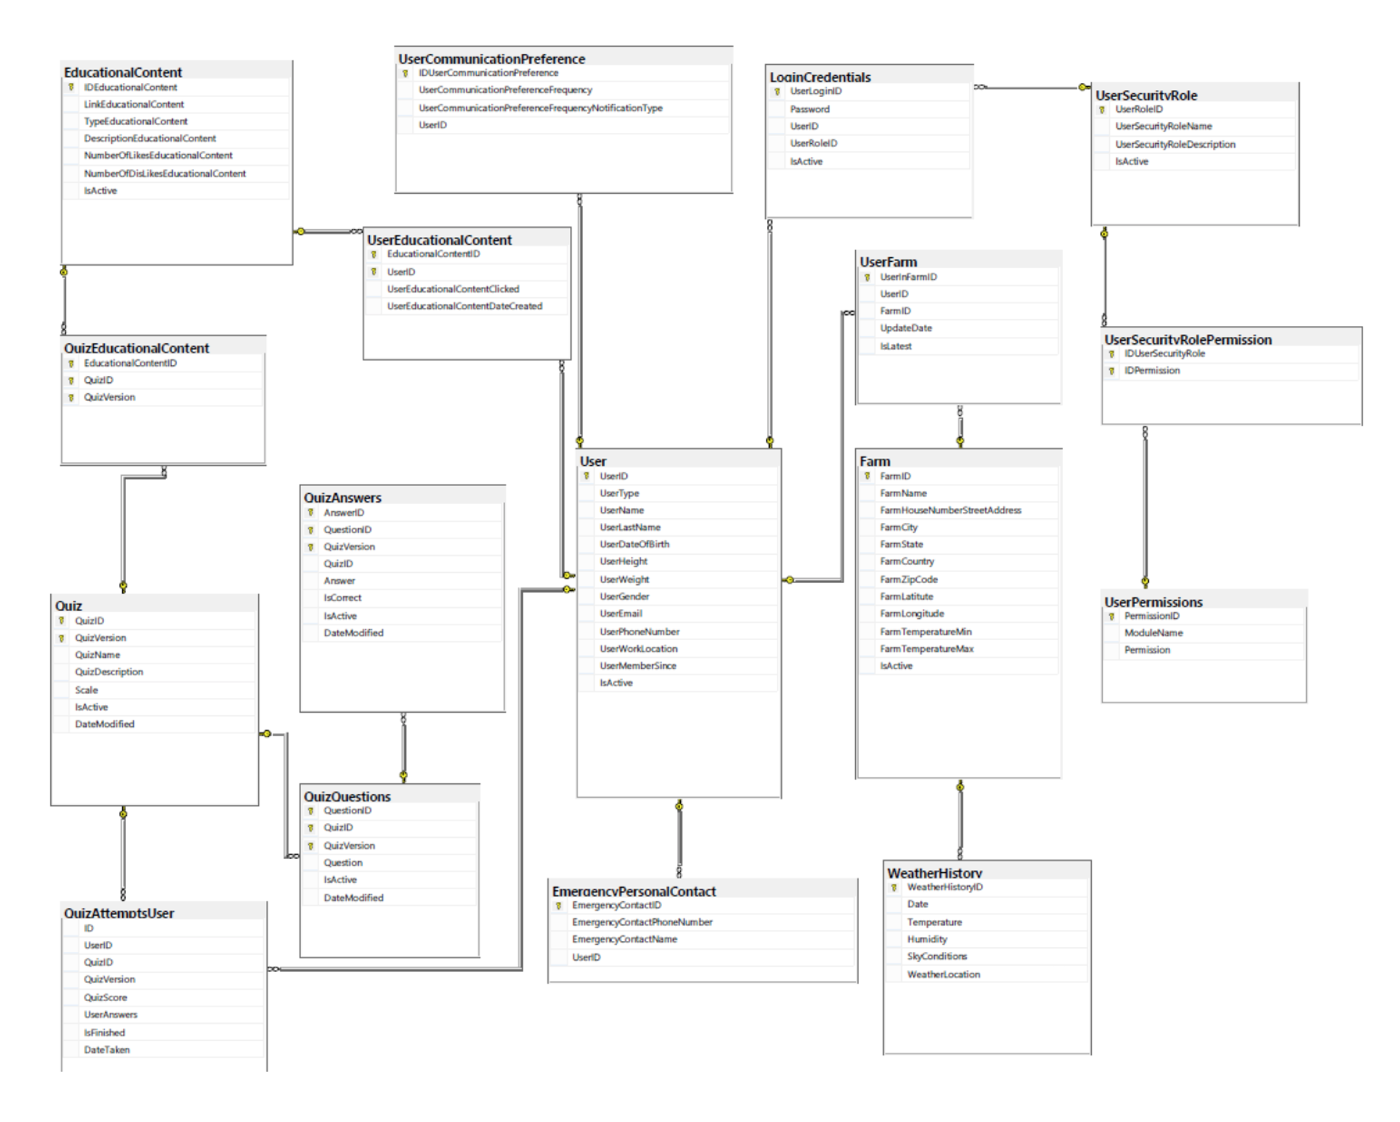 EducationalContent
IDEducationalContent
LinkEducationalContent
TypeEducationalContent
DescriptionEducationalContent
NumberOfLikesEducationalContent
NumberOfDisLikesEducationalContent
IsActive
UserCommunicationPreference
IDUserCommunicationPreference
UserCommunicationPreferenceFrequency
UserCommunicationPreferenceFrequencyNotificationType
UserID
LoginCredentials
UserLoginID
Password
UserID
UserRoleID
IsActive
UserSecurityRole
UserRoleID
UserSecurityRoleName
UserSecurityRoleDescription
IsActive
UserEducationalContent
EducationalContentID
UserID
UserEducationalContentClicked
UserEducationalContentDateCreated
UserFarm
UserInFarmID
UserID
FarmID
UpdateDate
IsLatest
QuizEducationalContent
EducationalContentID
QuizID
QuizVersion
UserSecurityRolePermission
IDUserSecurityRole
IDPermission
User
UserID
UserType
UserName
UserLastName
UserDateOfBirth
UserHeight
UserWeight
UserGender
UserEmail
UserPhoneNumber
UserWorkLocation
UserMemberSince
IsActive
Farm
FarmID
FarmName
FarmHouseNumberStreetAddress
FarmCity
FarmState
FarmCountry
FarmZipCode
FarmLatitute
FarmLongitude
FarmTemperatureMin
FarmTemperatureMax
IsActive
QuizAnswers
AnswerID
QuestionID
QuizVersion
QuizID
Answer
IsCorrect
IsActive
DateModified
Quiz
QuizID
QuizVersion
QuizName
QuizDescription
Scale
IsActive
DateModified
UserPermissions
PermissionID
ModuleName
Permission
QuizQuestions
QuestionID
QuizID
QuizVersion
Question
IsActive
DateModified
EmergencyPersonalContact
EmergencyContactID
EmergencyContactPhoneNumber
EmergencyContactName
UserID
WeatherHistory
WeatherHistoryID
Date
Temperature
Humidity
SkyConditions
WeatherLocation
QuizAttemptsUser
ID
UserID
QuizID
QuizVersion
QuizScore
UserAnswers
IsFinished
DateTaken